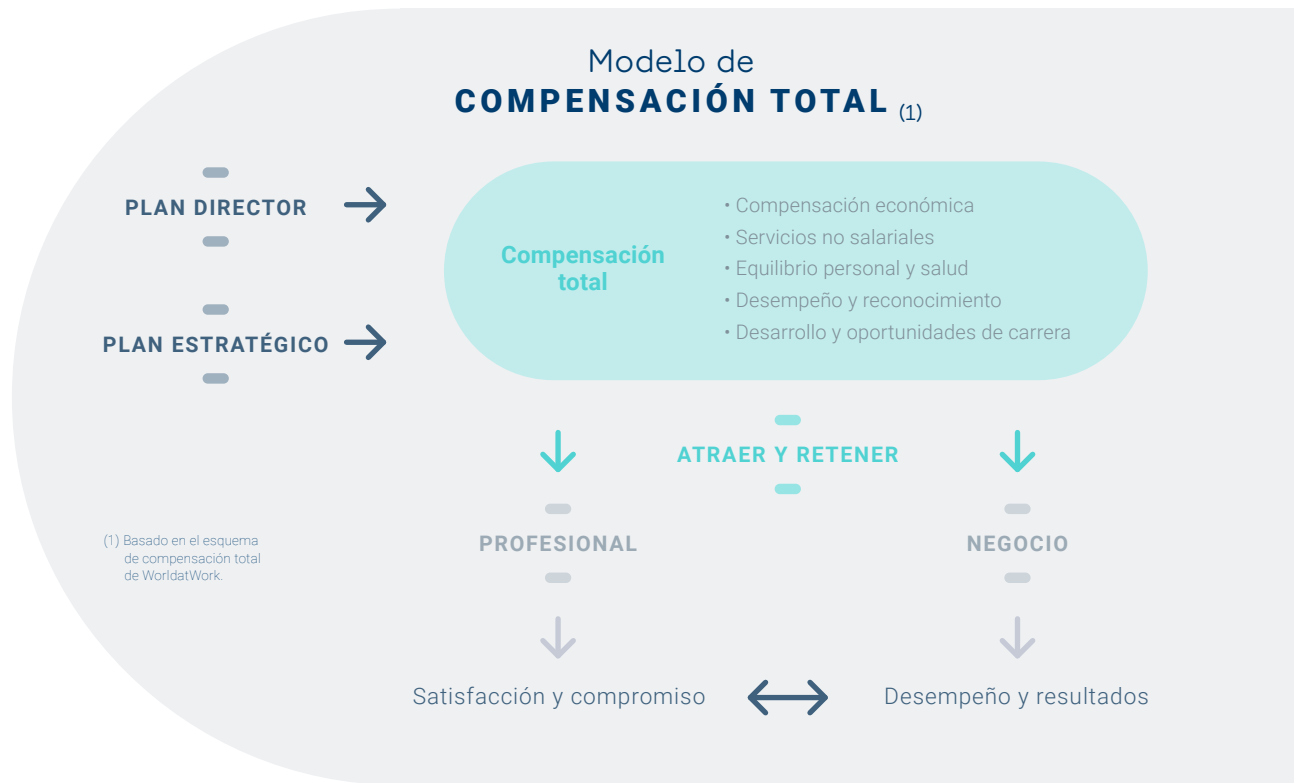 Modelo de
COMPENSACIÓN TOTAL (1)
PLAN DIRECTOR
PLAN ESTRATÉGICO
Compensación
total
• Compensación económica
• Servicios no salariales
• Equilibrio personal y salud
• Desempeño y reconocimiento
• Desarrollo y oportunidades de carrera
ATRAER Y RETENER
PROFESIONAL
NEGOCIO
(1) Basado en el esquema
de compensación total
de WorldatWork.
Satisfacción y compromiso
Desempeño y resultados